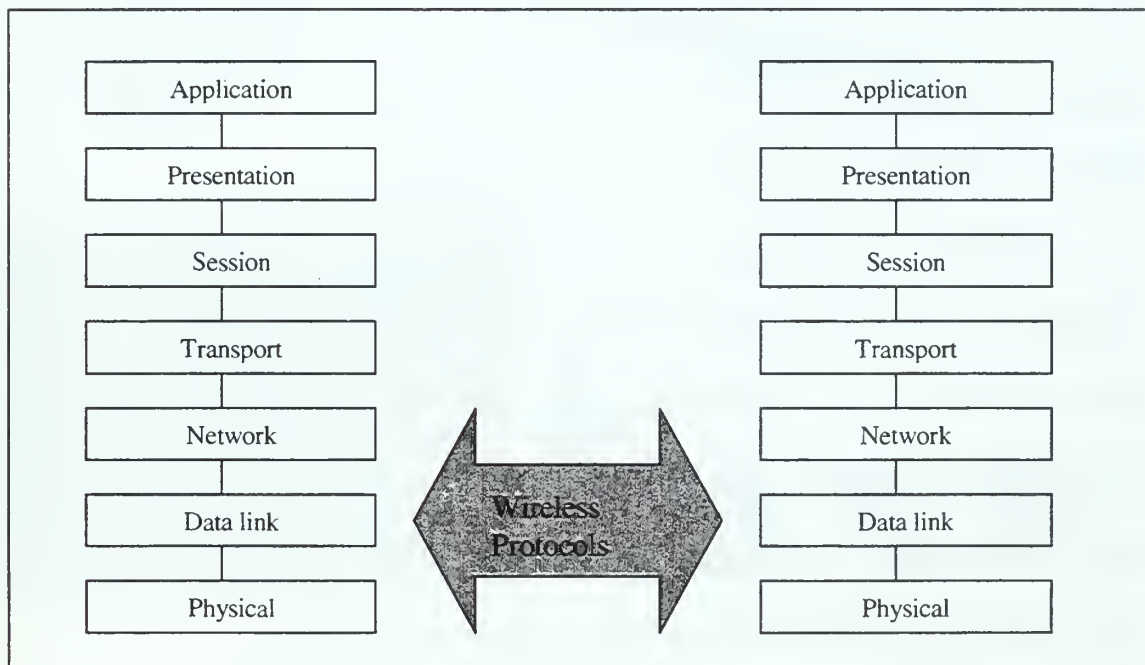 Application
Presentation
Session
Transport
Network
Data link
Physical
Wireless
Protocols
Application
Presentation
Session
Transport
Network
Data link
Physical